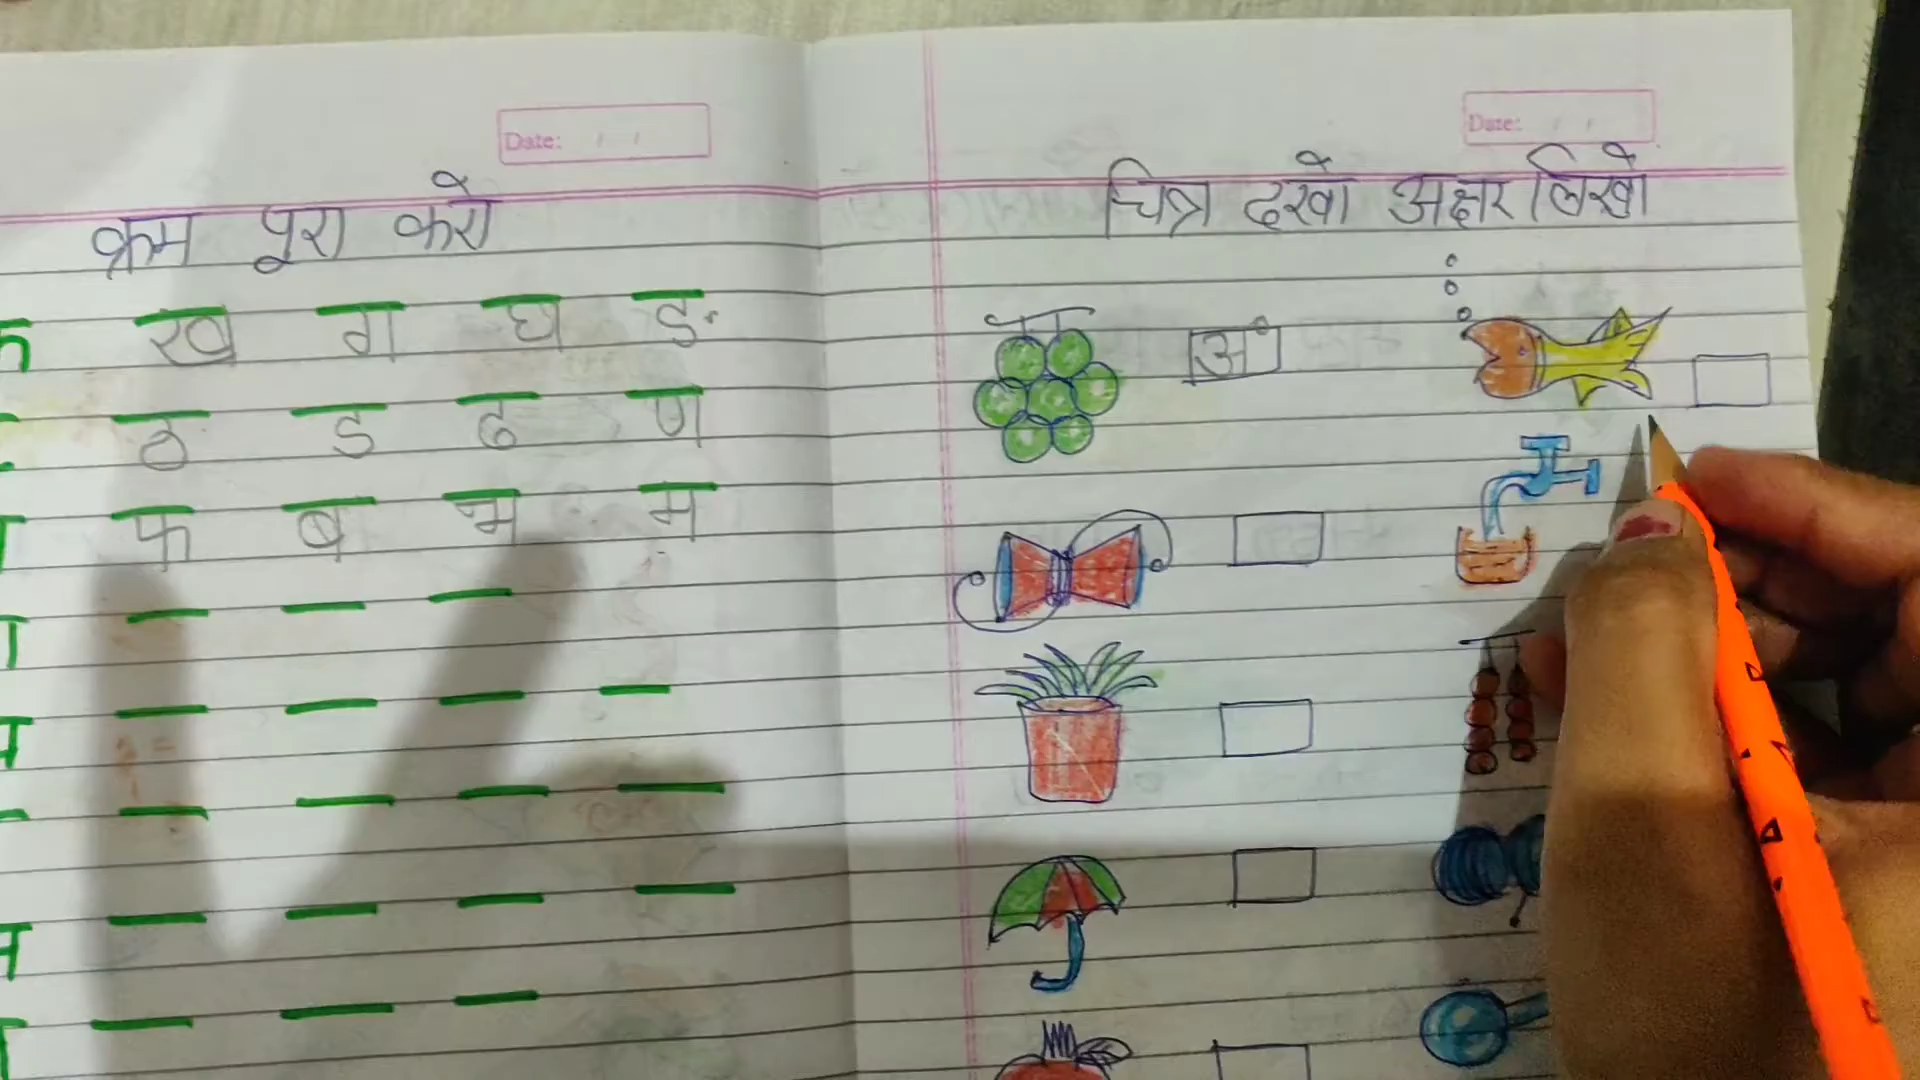 Date:
क्रम पूरा करो
क ख ग घ ङ
ठ ड ढ ण
फ ब भ म
Date:
चित्र देखो अक्षर लिखो
अं